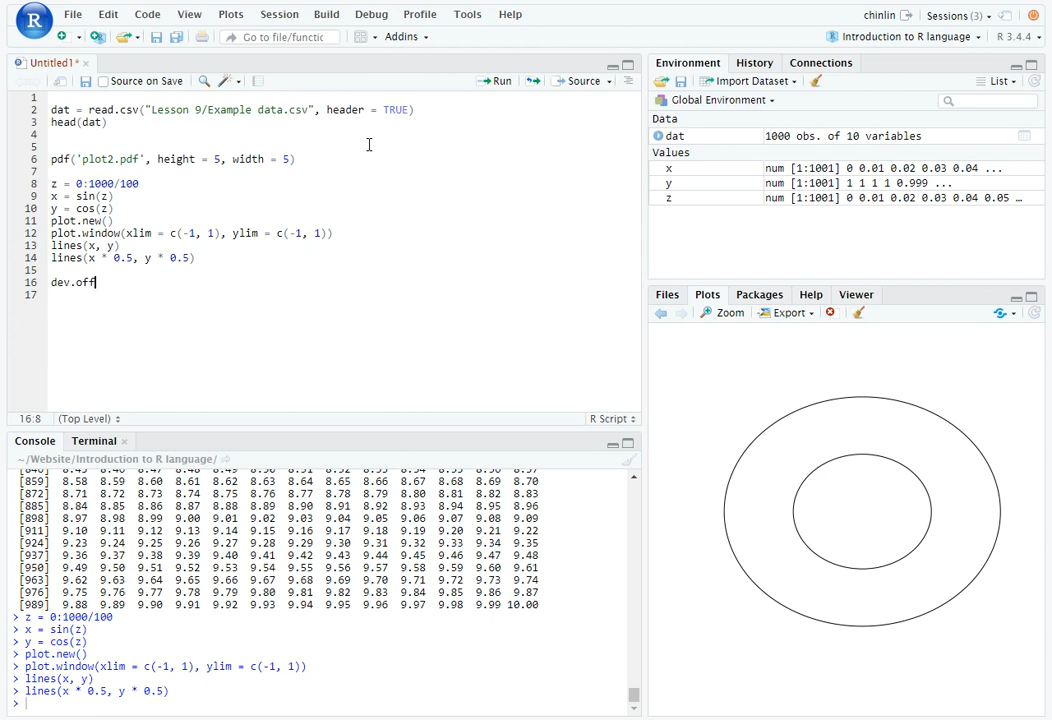 File Edit Code View Plots Session Build Debug Profile Tools Help
chinlin Sessions (3)
Go to file/functic Addins
Introduction to R language R 3.4.4
Untitled1*
Source on Save Run Source
1
2 dat = read.csv("Lesson 9/Example data.csv", header = TRUE)
3 head(dat)
4
5
6 pdf('plot2.pdf', height = 5, width = 5)
7
8 z = 0:1000/100
9 x = sin(z)
10 y = cos(z)
11 plot.new()
12 plot.window(xlim = c(-1, 1), ylim = c(-1, 1))
13 lines(x, y)
14 lines(x * 0.5, y * 0.5)
15
16 dev.off
17
16:8 (Top Level) R Script
Console Terminal
~/Website/Introduction to R language/
[859] 8.58 8.59 8.60 8.61 8.62 8.63 8.64 8.65 8.66 8.67 8.68 8.69 8.70
[872] 8.71 8.72 8.73 8.74 8.75 8.76 8.77 8.78 8.79 8.80 8.81 8.82 8.83
[885] 8.84 8.85 8.86 8.87 8.88 8.89 8.90 8.91 8.92 8.93 8.94 8.95 8.96
[898] 8.97 8.98 8.99 9.00 9.01 9.02 9.03 9.04 9.05 9.06 9.07 9.08 9.09
[911] 9.10 9.11 9.12 9.13 9.14 9.15 9.16 9.17 9.18 9.19 9.20 9.21 9.22
[924] 9.23 9.24 9.25 9.26 9.27 9.28 9.29 9.30 9.31 9.32 9.33 9.34 9.35
[937] 9.36 9.37 9.38 9.39 9.40 9.41 9.42 9.43 9.44 9.45 9.46 9.47 9.48
[950] 9.49 9.50 9.51 9.52 9.53 9.54 9.55 9.56 9.57 9.58 9.59 9.60 9.61
[963] 9.62 9.63 9.64 9.65 9.66 9.67 9.68 9.69 9.70 9.71 9.72 9.73 9.74
[976] 9.75 9.76 9.77 9.78 9.79 9.80 9.81 9.82 9.83 9.84 9.85 9.86 9.87
[989] 9.88 9.89 9.90 9.91 9.92 9.93 9.94 9.95 9.96 9.97 9.98 9.99 10.00
> z = 0:1000/100
> x = sin(z)
> y = cos(z)
> plot.new()
> plot.window(xlim = c(-1, 1), ylim = c(-1, 1))
> lines(x, y)
> lines(x * 0.5, y * 0.5)
>
Environment History Connections
Import Dataset List
Global Environment
Data
dat 1000 obs. of 10 variables
Values
x num [1:1001] 0 0.01 0.02 0.03 0.04 ...
y num [1:1001] 1 1 1 1 0.999 ...
z num [1:1001] 0 0.01 0.02 0.03 0.04 0.05 …
Files Plots Packages Help Viewer
Zoom Export